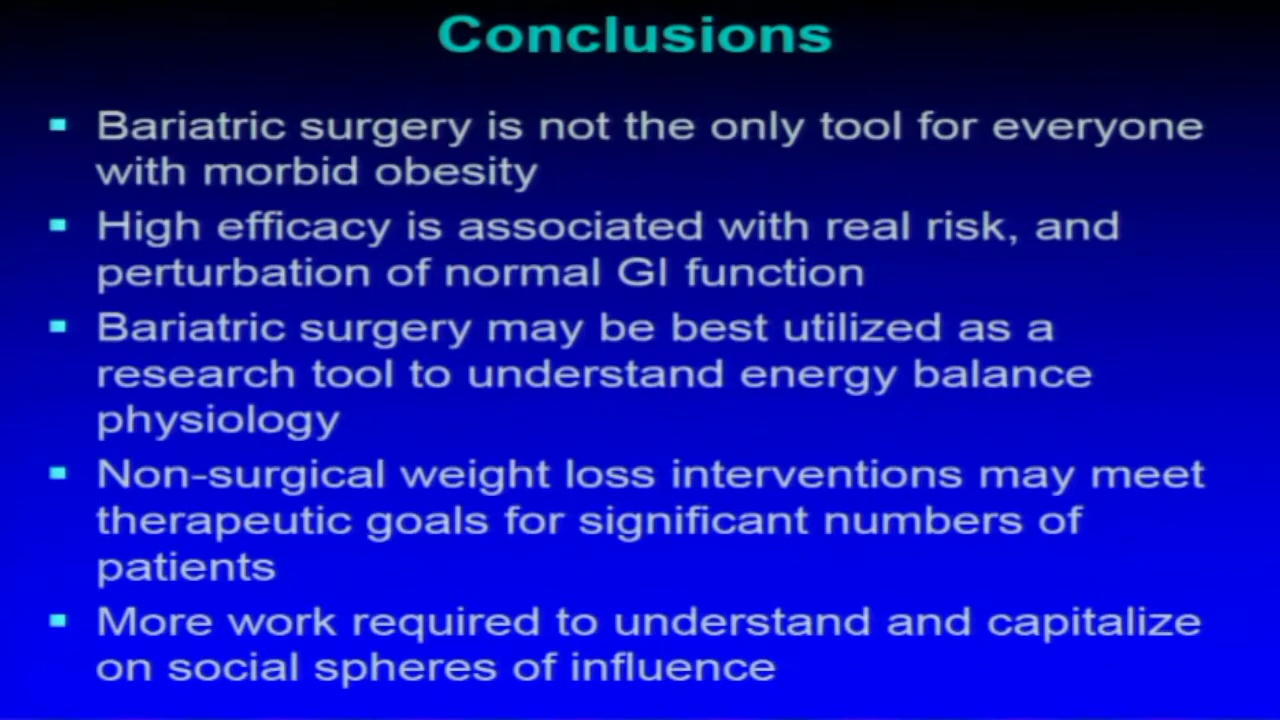 Conclusions
▪ Bariatric surgery is not the only tool for everyone
with morbid obesity
▪ High efficacy is associated with real risk, and
perturbation of normal GI function
▪ Bariatric surgery may be best utilized as a
research tool to understand energy balance
physiology
▪ Non-surgical weight loss interventions may meet
therapeutic goals for significant numbers of
patients
▪ More work required to understand and capitalize
on social spheres of influence